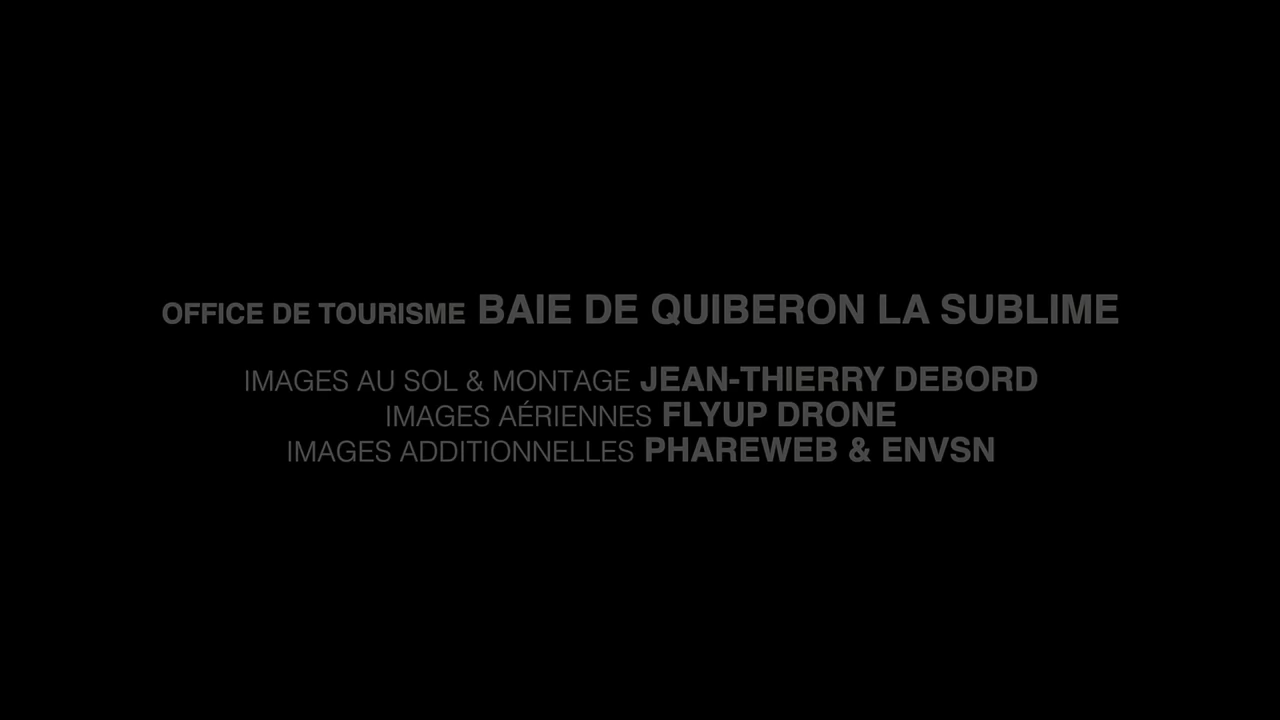 OFFICE DE TOURISME BAIE DE QUIBERON LA SUBLIME
IMAGES AU SOL & MONTAGE JEAN-THIERRY DEBORD
IMAGES AÉRIENNES FLYUP DRONE
IMAGES ADDITIONNELLES PHAREWEB & ENVSN